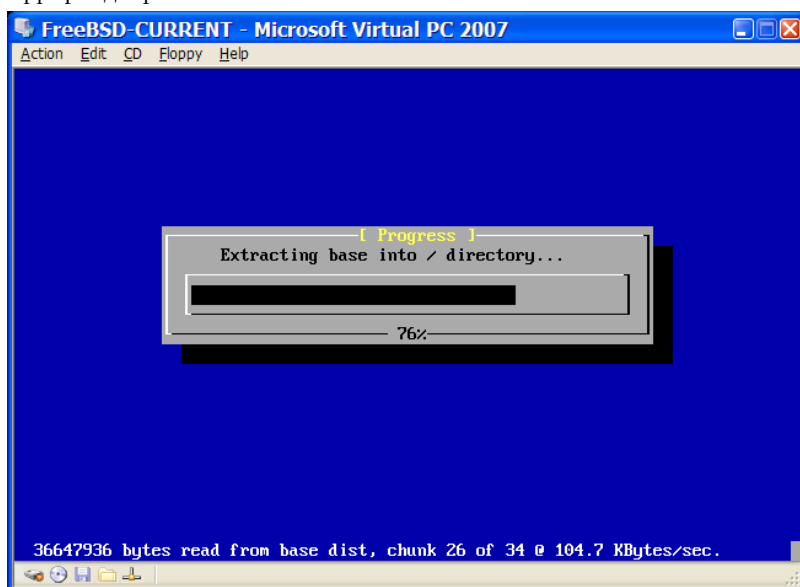 FreeBSD-CURRENT - Microsoft Virtual PC 2007
Action Edit CD Floppy Help
[ Progress ]
Extracting base into / directory...
76%
36647936 bytes read from base dist, chunk 26 of 34 @ 104.7 KBytes/sec.